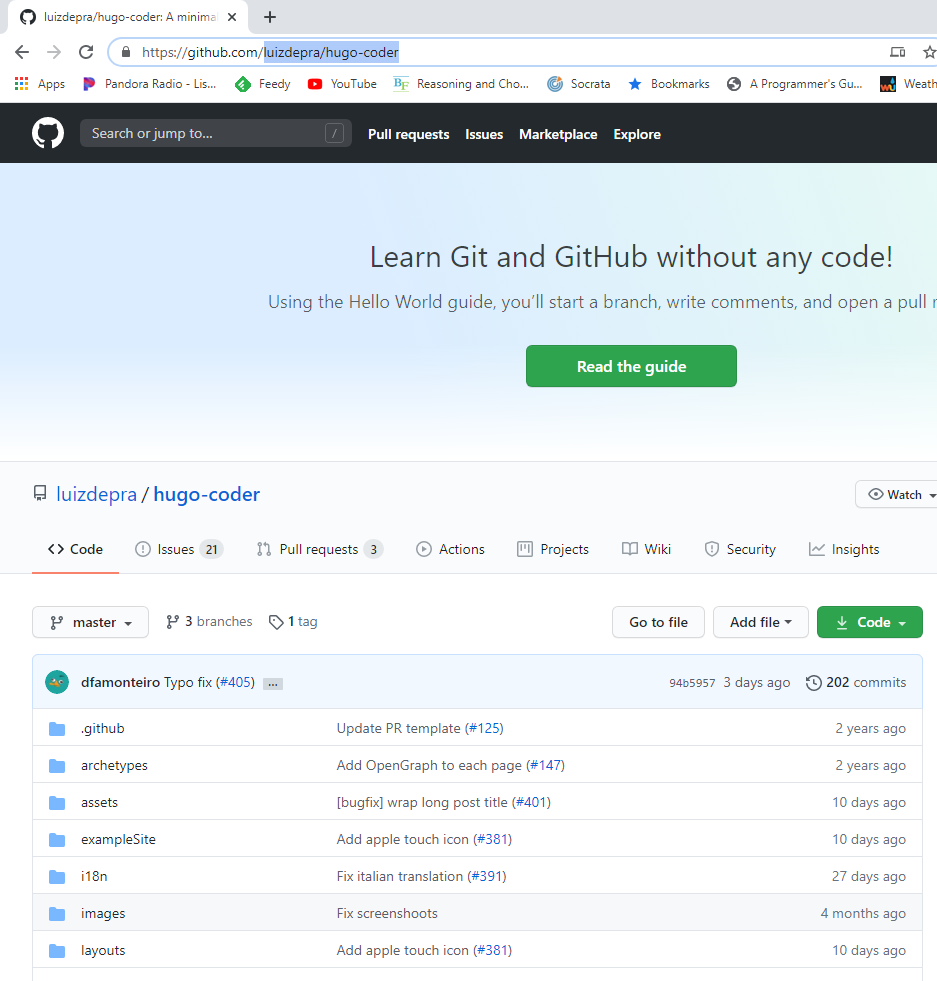 luizdepra/hugo-coder: A minima
https://github.com/luizdepra/hugo-coder
Apps Pandora Radio - Lis... Feedy YouTube BF Reasoning and Cho... Socrata Bookmarks A Programmer's Gu... wu Weath
Search or jump to... / Pull requests Issues Marketplace Explore
Learn Git and GitHub without any code!
Using the Hello World guide, you’ll start a branch, write comments, and open a pull
Read the guide
luizdepra / hugo-coder Watch
Code Issues 21 Pull requests 3 Actions Projects Wiki Security Insights
master 3 branches 1 tag Go to file Add file Code
dfamonteiro Typo fix (#405) ... 94b5957 3 days ago 202 commits
.github Update PR template (#125) 2 years ago
archetypes Add OpenGraph to each page (#147) 2 years ago
assets [bugfix] wrap long post title (#401) 10 days ago
exampleSite Add apple touch icon (#381) 10 days ago
i18n Fix italian translation (#391) 27 days ago
images Fix screenshoots 4 months ago
layouts Add apple touch icon (#381) 10 days ago